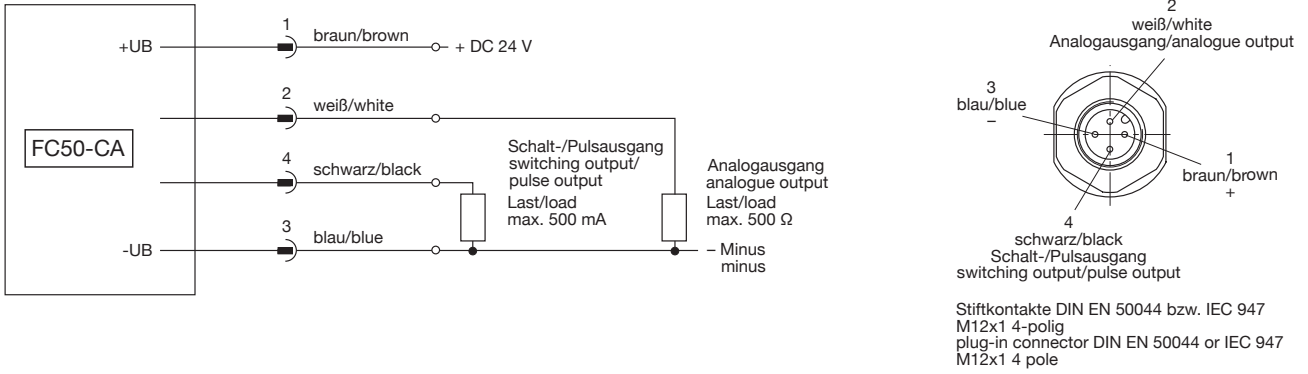 FC50-CA
+UB
-UB
1
braun/brown
+ DC 24 V
2
weiß/white
4
schwarz/black
3
blau/blue
Schalt-/Pulsausgang
switching output/
pulse output
Last/load
max. 500 mA
Analogausgang
analogue output
Last/load
max. 500 Ω
– Minus
minus
2
weiß/white
Analogausgang/analogue output
3
blau/blue
–
1
braun/brown
+
4
schwarz/black
Schalt-/Pulsausgang
switching output/pulse output
Stiftkontakte DIN EN 50044 bzw. IEC 947
M12x1 4-polig
plug-in connector DIN EN 50044 or IEC 947
M12x1 4 pole